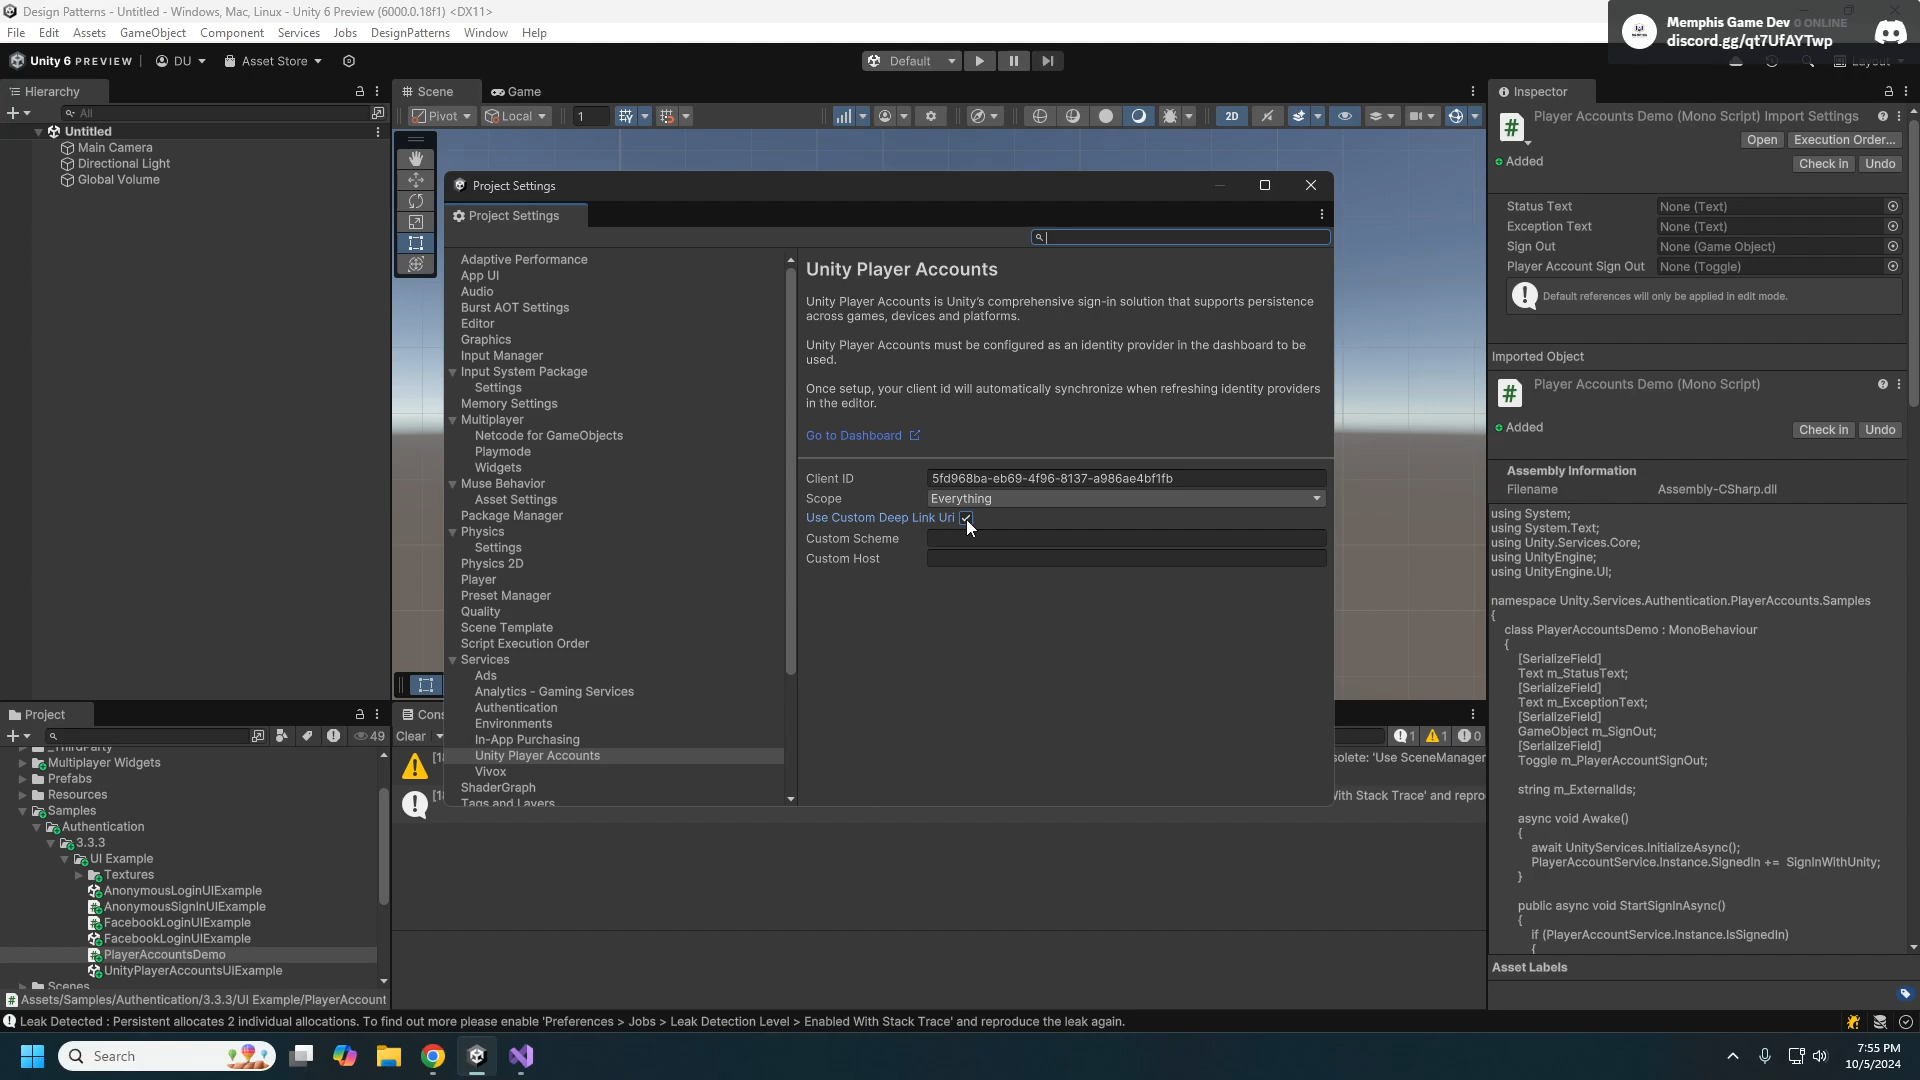 Design Patterns - Untitled - Windows, Mac, Linux - Unity 6 Preview (6000.0.18f1) <DX11>
Memphis Game Dev 0 ONLINE
discord.gg/qt7UfAYTwp
File Edit Assets GameObject Component Services Jobs DesignPatterns Window Help
Unity 6 PREVIEW DU Asset Store Default Layout
Hierarchy
All
Untitled
Main Camera
Directional Light
Global Volume
Scene Game
Pivot Local 1 2D
Project Settings
Project Settings
Adaptive Performance
App UI
Audio
Burst AOT Settings
Editor
Graphics
Input Manager
Input System Package
Settings
Memory Settings
Multiplayer
Netcode for GameObjects
Playmode
Widgets
Muse Behavior
Asset Settings
Package Manager
Physics
Settings
Physics 2D
Player
Preset Manager
Quality
Scene Template
Script Execution Order
Services
Ads
Analytics - Gaming Services
Authentication
Environments
In-App Purchasing
Unity Player Accounts
Vivox
ShaderGraph
Tags and Layers
Unity Player Accounts
Unity Player Accounts is Unity's comprehensive sign-in solution that supports persistence
across games, devices and platforms.
Unity Player Accounts must be configured as an identity provider in the dashboard to be
used.
Once setup, your client id will automatically synchronize when refreshing identity providers
in the editor.
Go to Dashboard
Client ID 5fd968ba-eb69-4f96-8137-a986ae4bf1fb
Scope Everything
Use Custom Deep Link Uri
Custom Scheme
Custom Host
Inspector
Player Accounts Demo (Mono Script) Import Settings
Open Execution Order...
Added Check in Undo
Status Text None (Text)
Exception Text None (Text)
Sign Out None (Game Object)
Player Account Sign Out None (Toggle)
Default references will only be applied in edit mode.
Imported Object
Player Accounts Demo (Mono Script)
Added Check in Undo
Assembly Information
Filename Assembly-CSharp.dll
using System;
using System.Text;
using Unity.Services.Core;
using UnityEngine;
using UnityEngine.UI;
namespace Unity.Services.Authentication.PlayerAccounts.Samples
{
class PlayerAccountsDemo : MonoBehaviour
{
[SerializeField]
Text m_StatusText;
[SerializeField]
Text m_ExceptionText;
[SerializeField]
GameObject m_SignOut;
[SerializeField]
Toggle m_PlayerAccountSignOut;
string m_ExternalIds;
async void Awake()
{
await UnityServices.InitializeAsync();
PlayerAccountService.Instance.SignedIn += SignInWithUnity;
}
public async void StartSignInAsync()
{
if (PlayerAccountService.Instance.IsSignedIn)
{
Asset Labels
Project
49
_ThirdParty
Multiplayer Widgets
Prefabs
Resources
Samples
Authentication
3.3.3
UI Example
Textures
AnonymousLoginUIExample
AnonymousSignInUIExample
FacebookLoginUIExample
FacebookLoginUIExample
PlayerAccountsDemo
UnityPlayerAccountsUIExample
Scenes
Assets/Samples/Authentication/3.3.3/UI Example/PlayerAccount
Cons
Clear 1 1 0
[18 solete: 'Use SceneManager
[18 With Stack Trace' and repro
Leak Detected : Persistent allocates 2 individual allocations. To find out more please enable 'Preferences > Jobs > Leak Detection Level > Enabled With Stack Trace' and reproduce the leak again.
Search
7:55 PM
10/5/2024